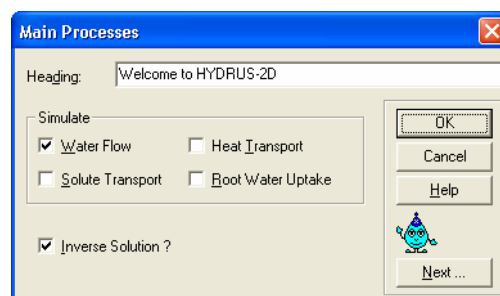 Main Processes
Heading: Welcome to HYDRUS-2D
Simulate
Water Flow Heat Transport
Solute Transport Root Water Uptake
Inverse Solution ?
OK
Cancel
Help
Next ...